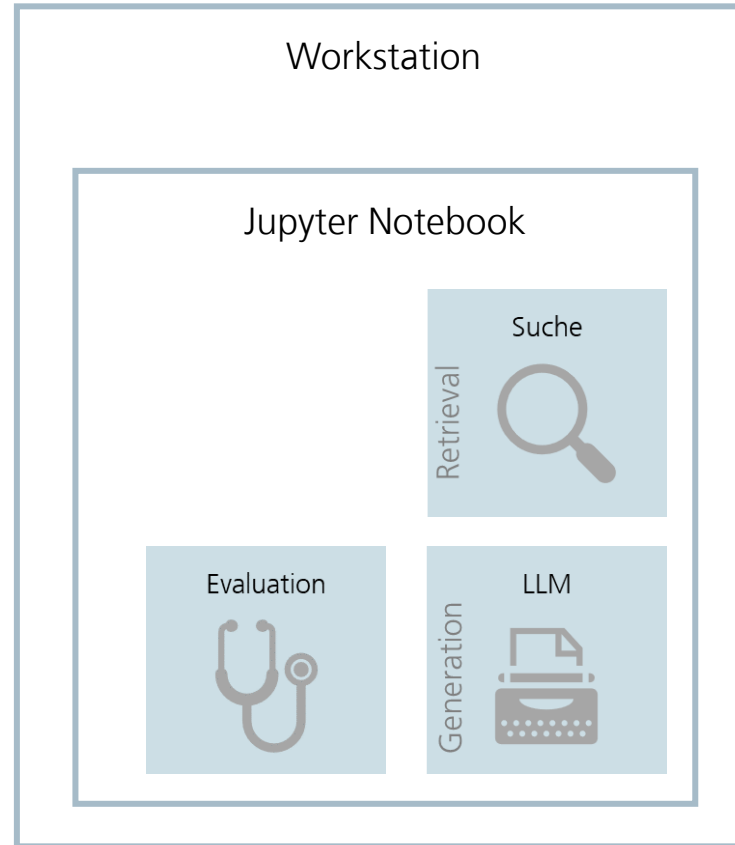 Workstation
Jupyter Notebook
Suche
Retrieval
Evaluation
LLM
Generation